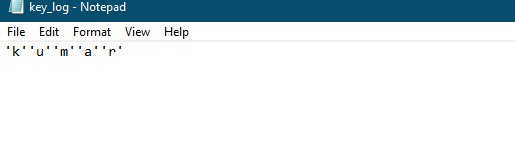 key_log - Notepad
File Edit Format View Help
'k''u''m''a''r'